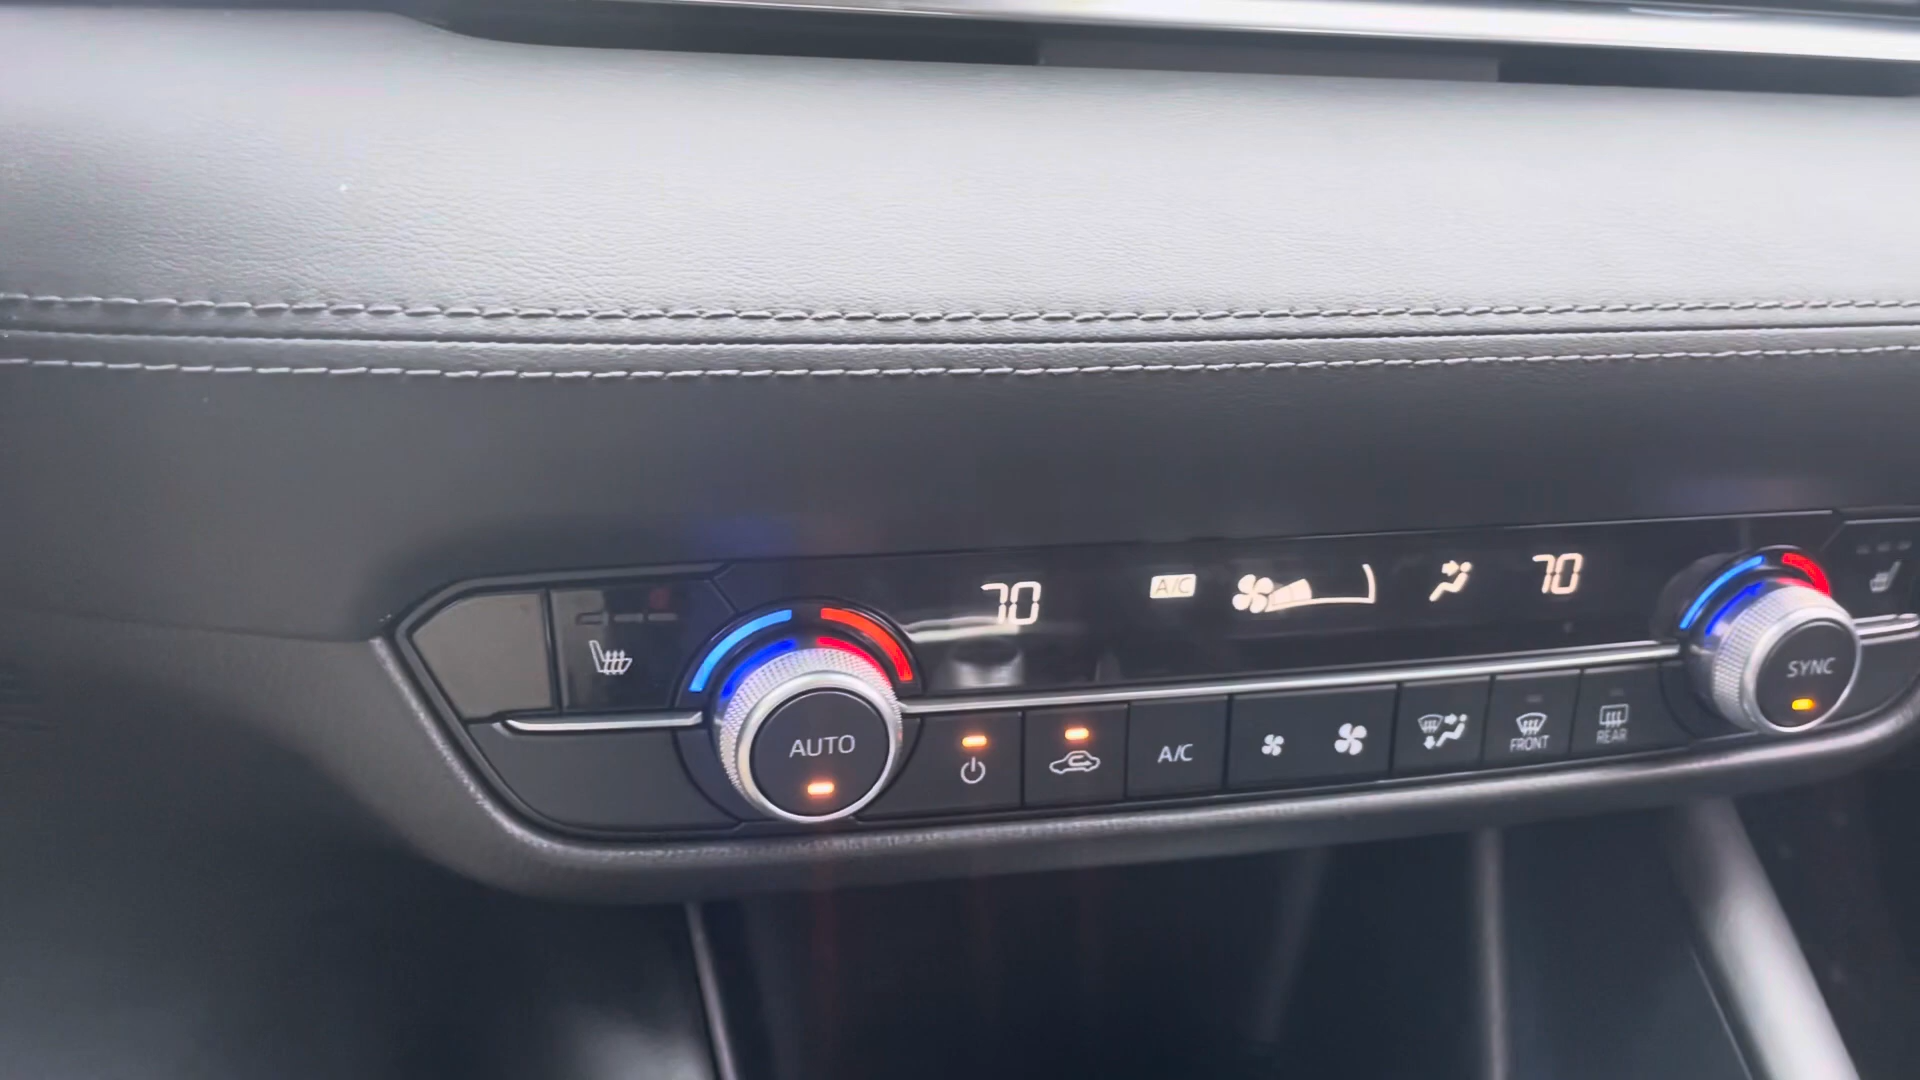 70 A/C 70
AUTO
A/C
FRONT
REAR
SYNC